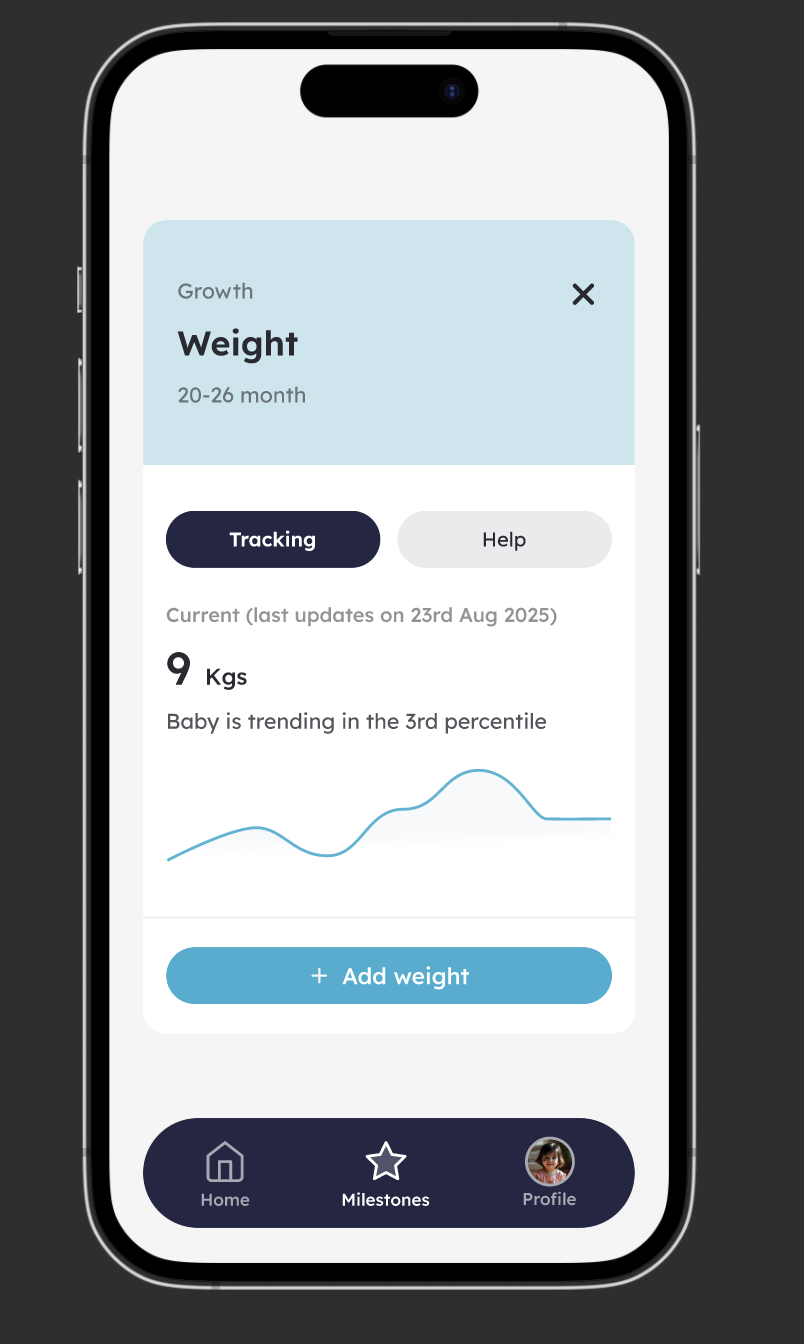 Growth
Weight
20-26 month
Tracking
Help
Current (last updates on 23rd Aug 2025)
9 Kgs
Baby is trending in the 3rd percentile
+ Add weight
Home
Milestones
Profile